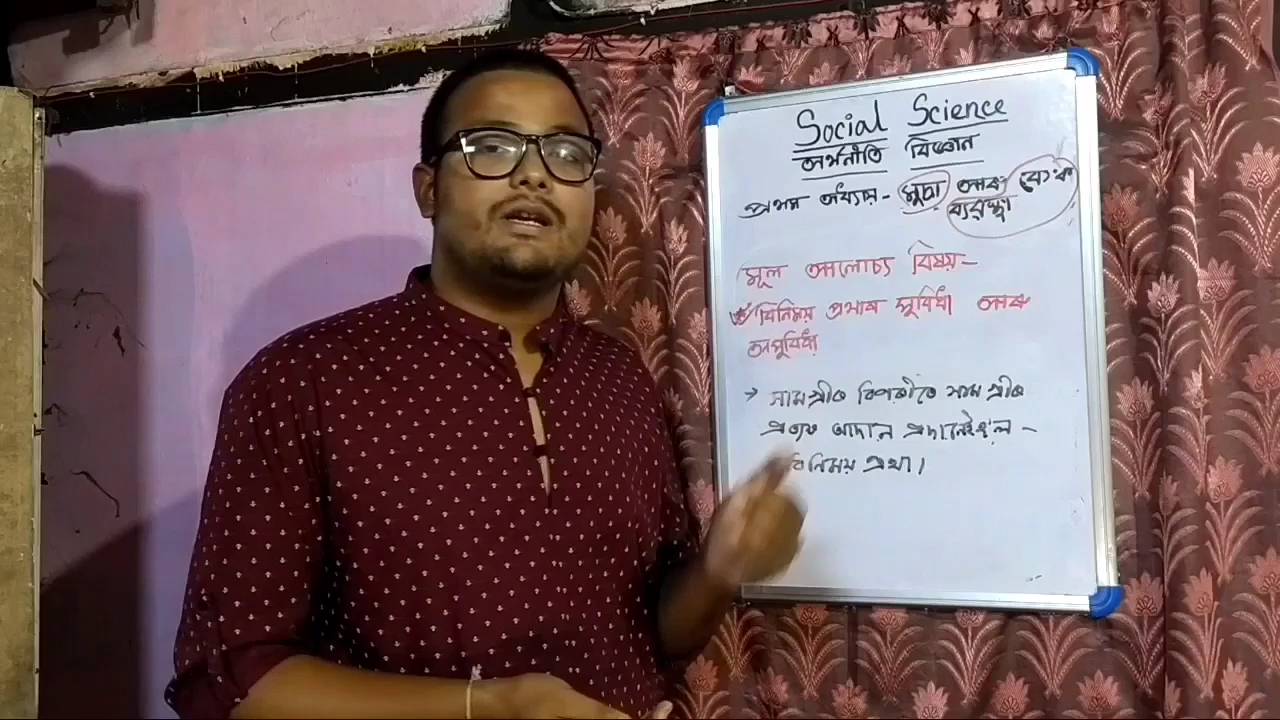 Social Science
অৰ্থনীতি বিজ্ঞান
প্ৰথম অধ্যায় - মুদ্ৰা আৰু বেংক
ব্যৱস্থা
মূল আলোচ্য বিষয় -
বিনিময় প্ৰথাৰ সুবিধা আৰু
অসুবিধা
→ সামগ্ৰীৰ বিপৰীতে সামগ্ৰীৰ
প্ৰত্যক্ষ আদান প্ৰদানেই হ'ল -
বিনিময় প্ৰথা।